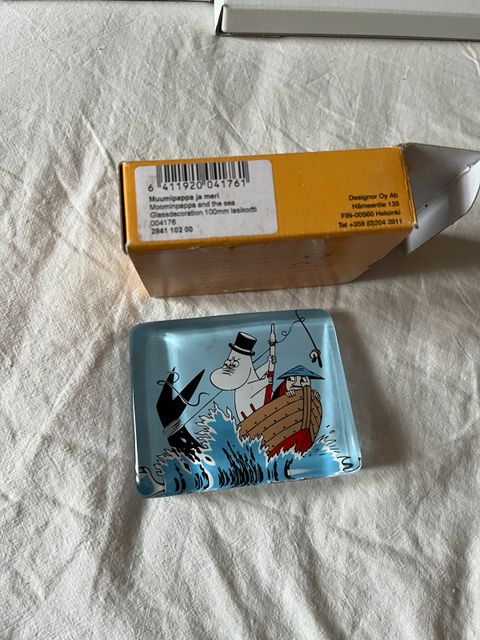 6 411920 041761
Muumipappa ja meri
Moominpappa and the sea
Glassdecoration 100mm lasikortti
004176
2841 102 00
Designor Oy Ab
Hämeentie 135
FIN-00560 Helsinki
Tel +358 (0)204 3911